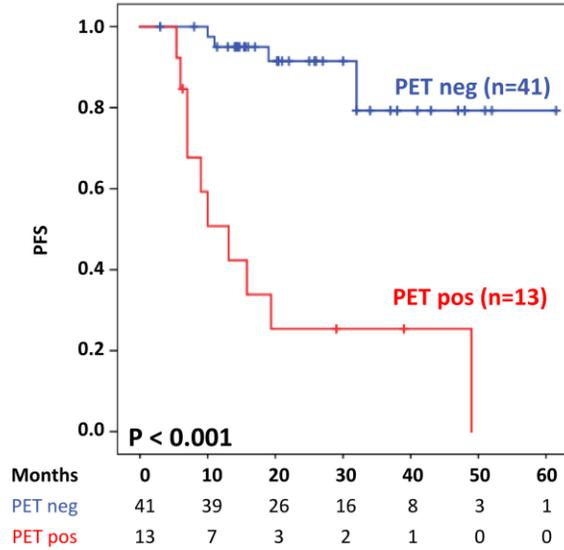 1.0
PET neg (n=41)
0.8
0.6
PFS
0.4
PET pos (n=13)
0.2
0.0
P < 0.001
Months 0 10 20 30 40 50 60
PET neg 41 39 26 16 8 3 1
PET pos 13 7 3 2 1 0 0